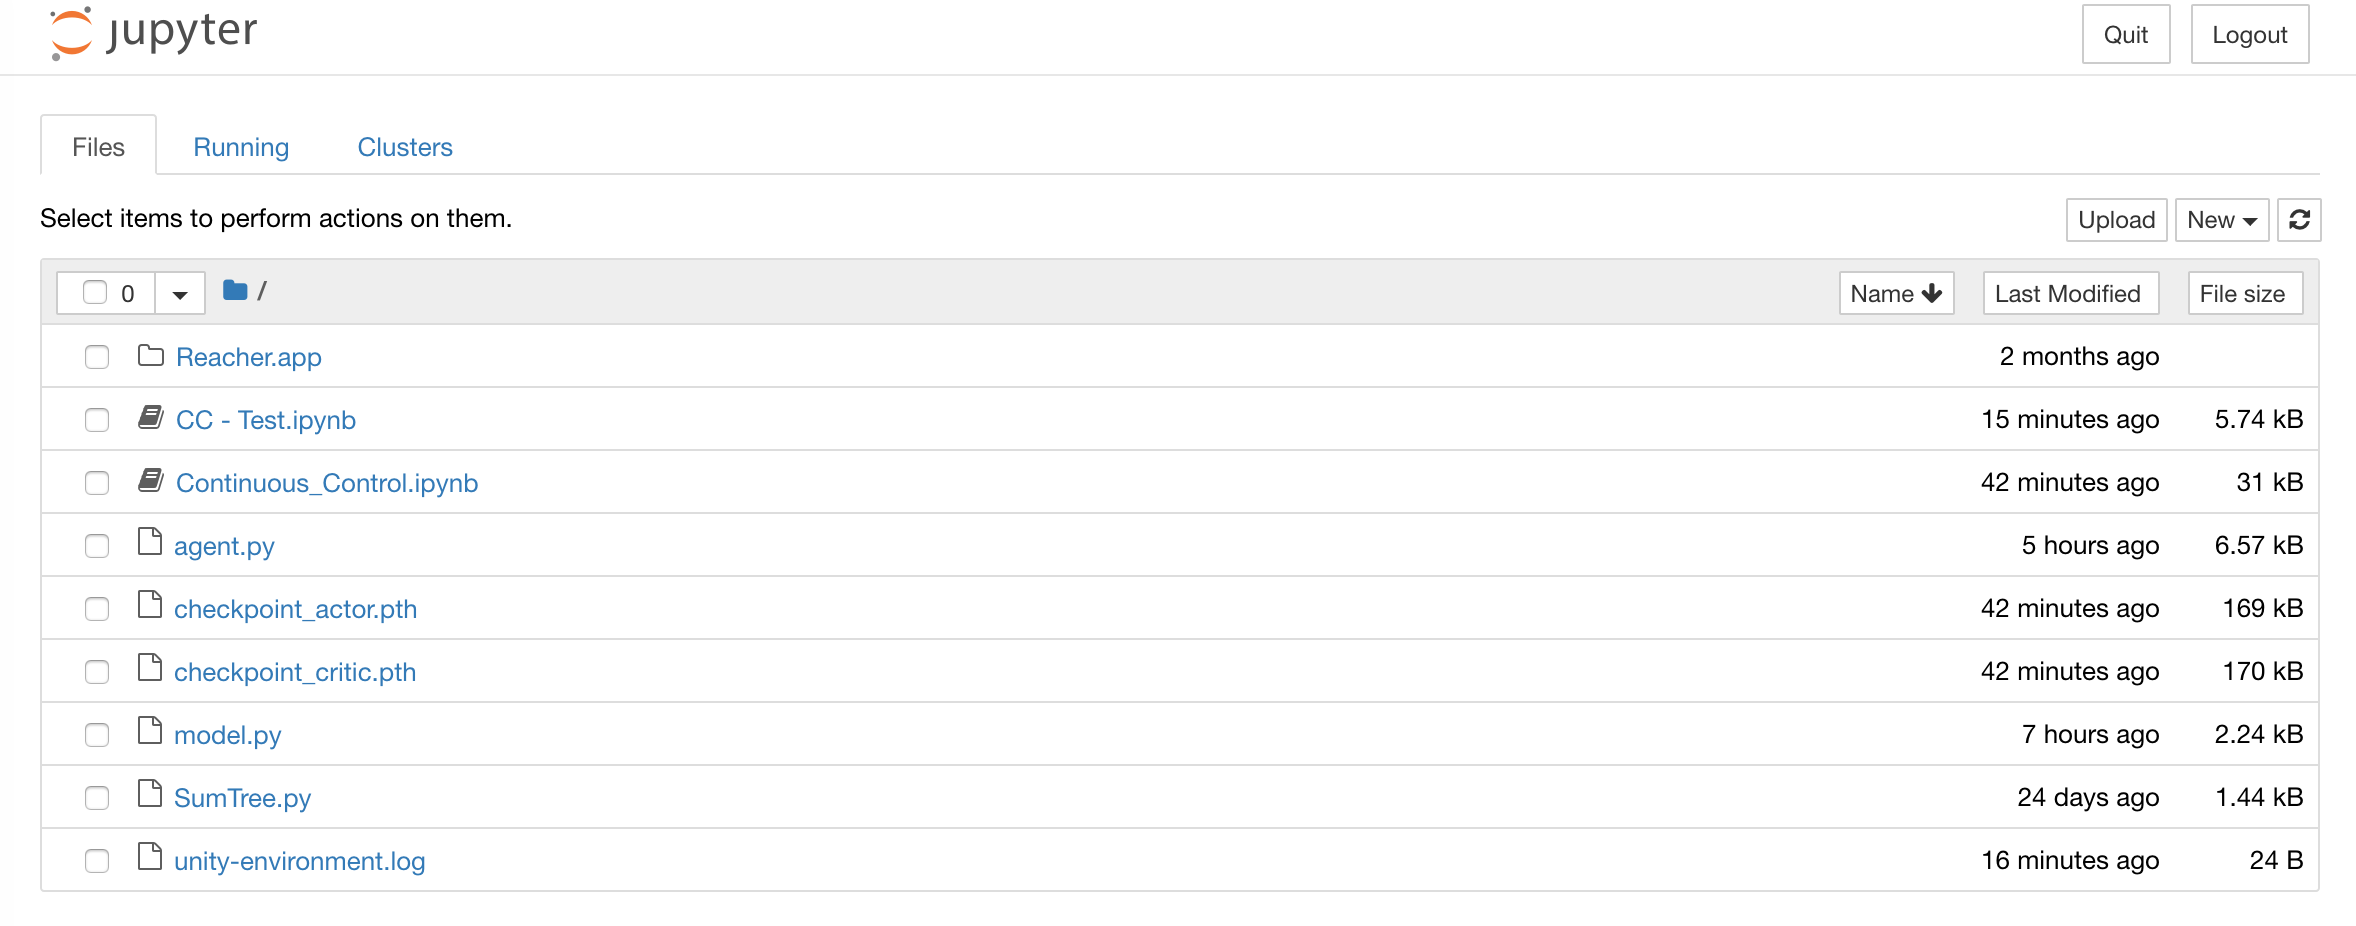 jupyter
Quit Logout
Files Running Clusters
Select items to perform actions on them.
Upload New
0 / Name Last Modified File size
Reacher.app 2 months ago
CC - Test.ipynb 15 minutes ago 5.74 kB
Continuous_Control.ipynb 42 minutes ago 31 kB
agent.py 5 hours ago 6.57 kB
checkpoint_actor.pth 42 minutes ago 169 kB
checkpoint_critic.pth 42 minutes ago 170 kB
model.py 7 hours ago 2.24 kB
SumTree.py 24 days ago 1.44 kB
unity-environment.log 16 minutes ago 24 B